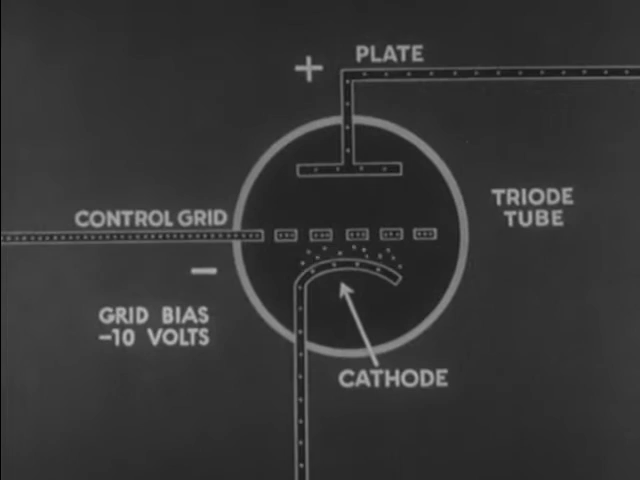 +
PLATE
CONTROL GRID
TRIODE
TUBE
−
GRID BIAS
-10 VOLTS
CATHODE